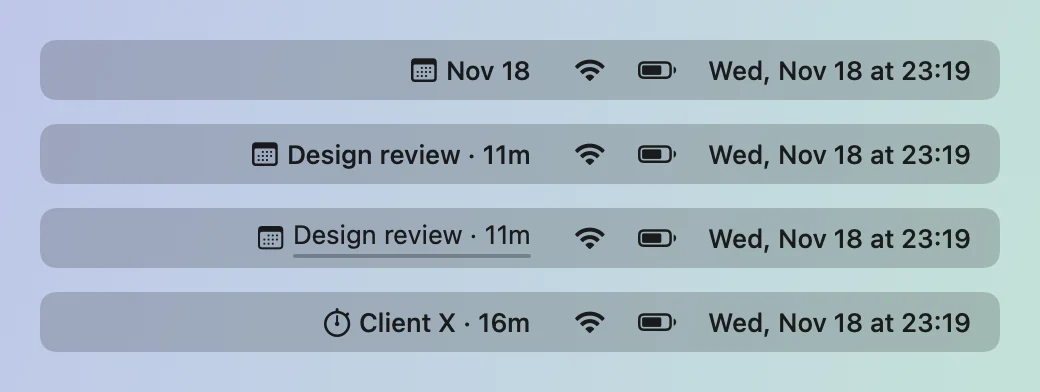 Nov 18 Wed, Nov 18 at 23:19
Design review · 11m Wed, Nov 18 at 23:19
Design review · 11m Wed, Nov 18 at 23:19
Client X · 16m Wed, Nov 18 at 23:19